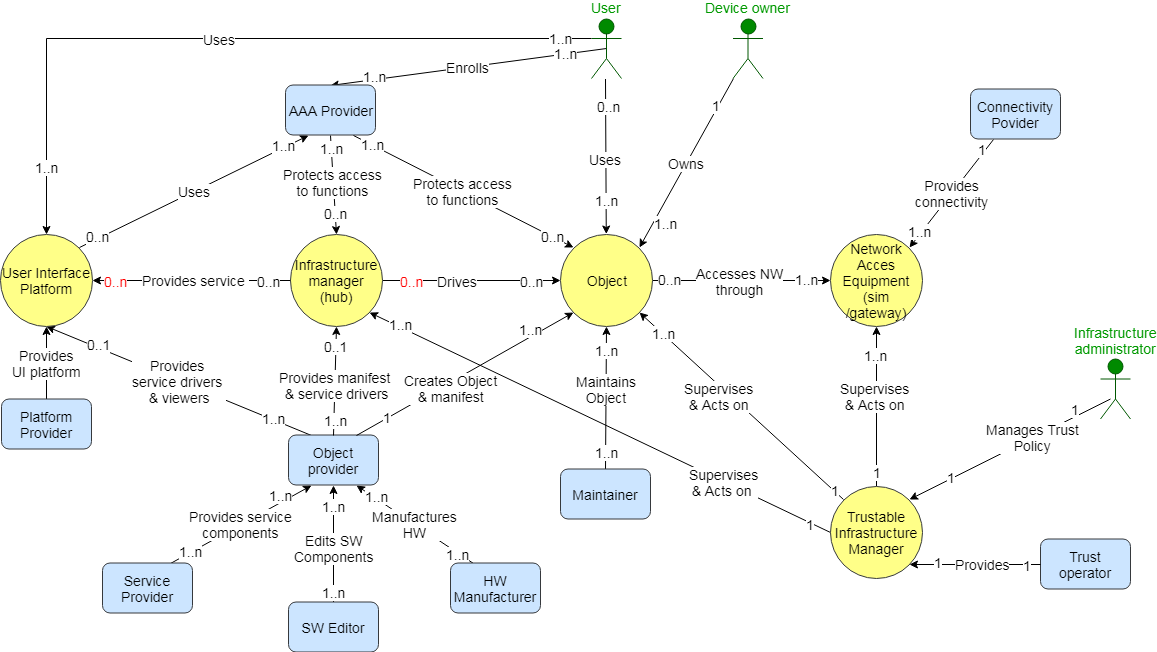 User
Device owner
Uses
1..n
1..n
Enrolls
1..n
AAA Provider
0..n
1
Connectivity
Povider
1..n
1..n
1..n
1
1..n
Uses
Protects access
to functions
Protects access
to functions
Uses
Owns
Provides
connectivity
0..n
0..n
0..n
1..n
1..n
1..n
User Interface
Platform
0..n
Provides service
0..n
Infrastructure
manager
(hub)
0..n
Drives
0..n
Object
0..n
Accesses NW
through
1..n
Network
Acces
Equipment
(sim
/gateway)
1..n
1..n
1..n
Infrastructure
administrator
0..1
0..1
1..n
1..n
Provides
UI platform
Provides
service drivers
& viewers
Provides manifest
& service drivers
Creates Object
& manifest
Maintains
Object
Supervises
& Acts on
Supervises
& Acts on
Platform
Provider
1..n
1..n
1
1
Manages Trust
Policy
1..n
Object
provider
Maintainer
Supervises
& Acts on
1
1
1
1
Trustable
Infrastructure
Manager
1..n
1..n
1..n
Provides service
components
Edits SW
Components
Manufactures
HW
1..n
1..n
1..n
Service
Provider
SW Editor
HW
Manufacturer
1
Provides
1
Trust
operator